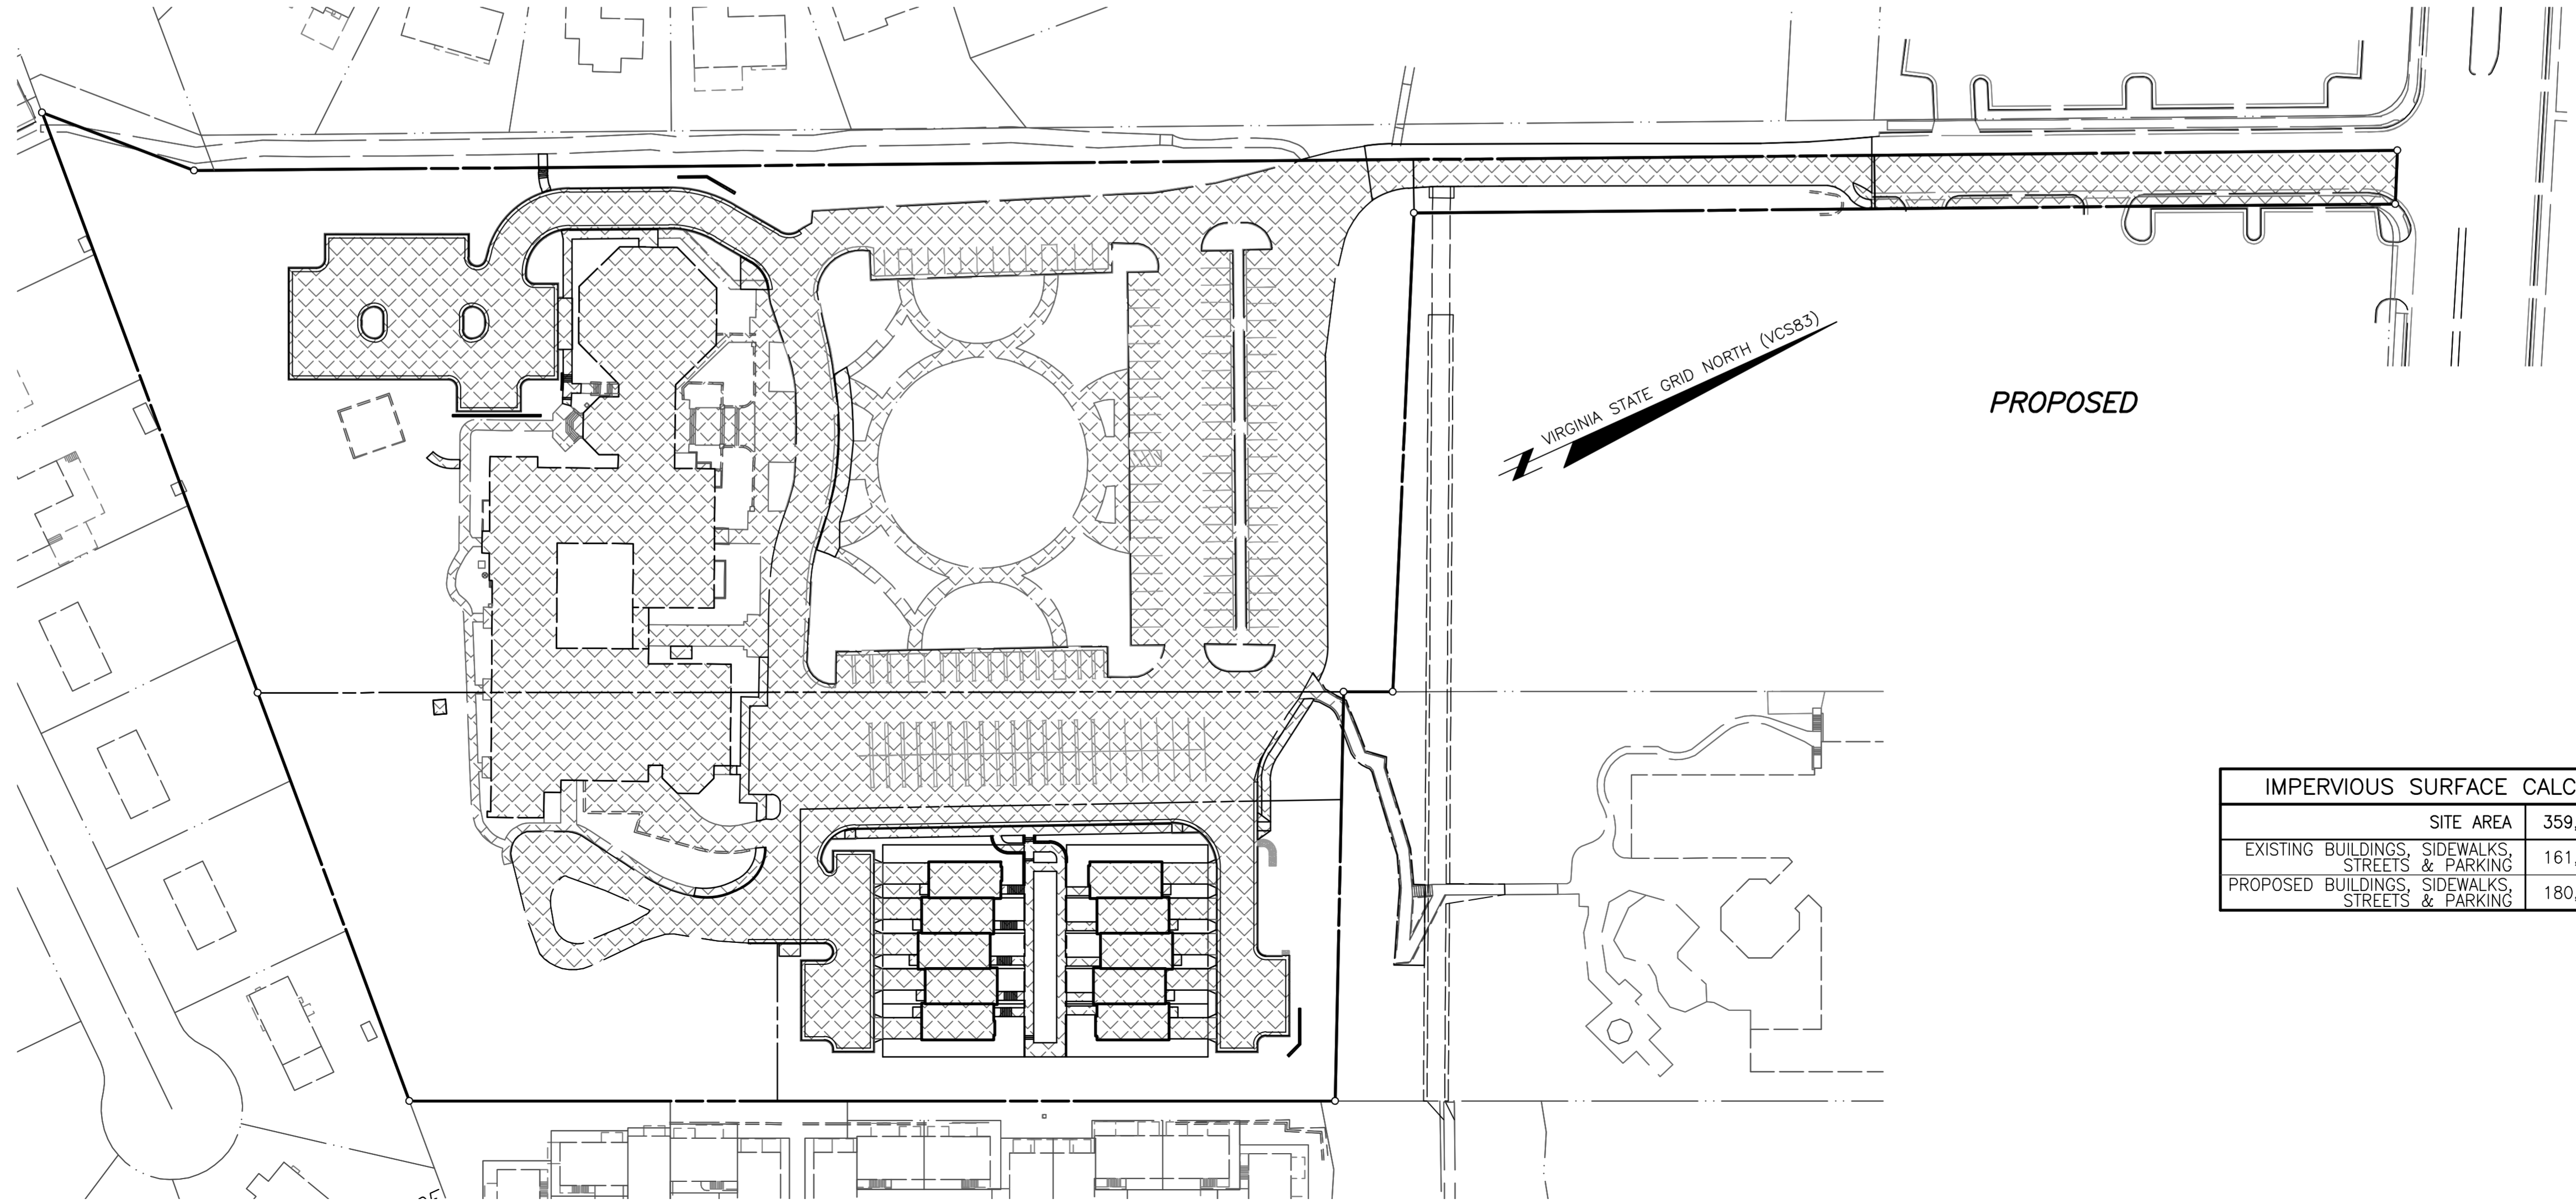 VIRGINIA STATE GRID NORTH (VCS83)
PROPOSED
IMPERVIOUS SURFACE CALC
SITE AREA 359,
EXISTING BUILDINGS, SIDEWALKS,
STREETS & PARKING 161,
PROPOSED BUILDINGS, SIDEWALKS,
STREETS & PARKING 180,